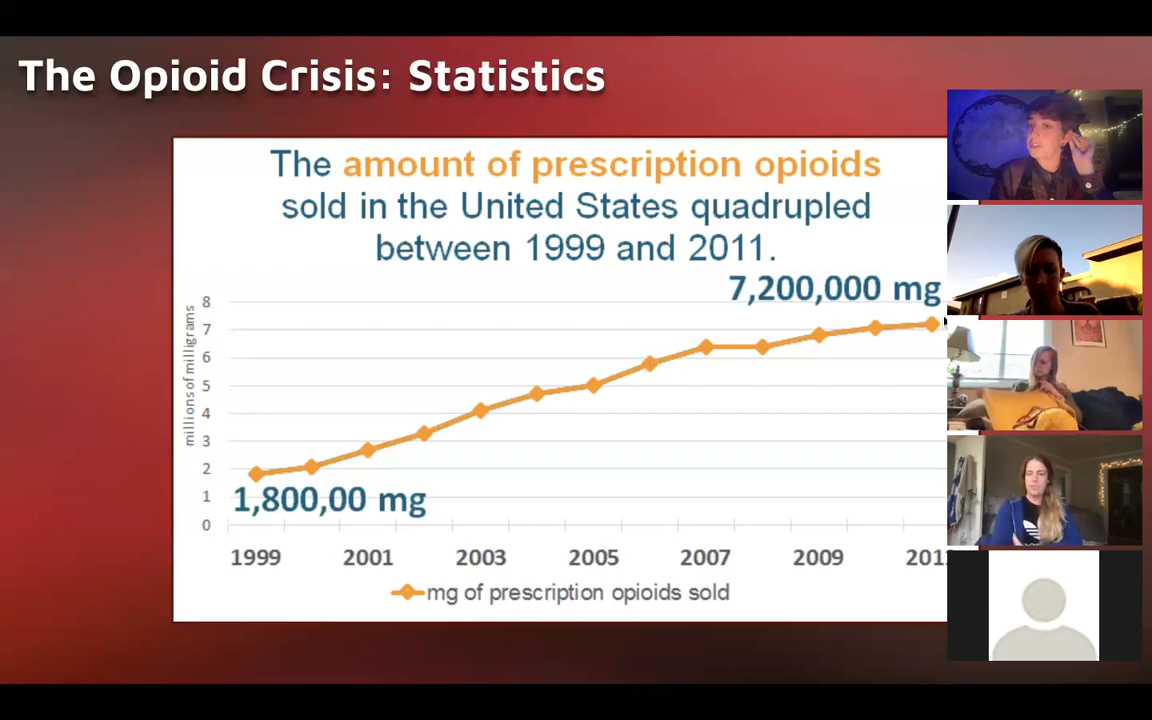 The Opioid Crisis: Statistics
The amount of prescription opioids
sold in the United States quadrupled
between 1999 and 2011.
7,200,000 mg
8
7
6
5
4
3
2
1
0
millions of milligrams
1,800,00 mg
1999 2001 2003 2005 2007 2009 201
mg of prescription opioids sold